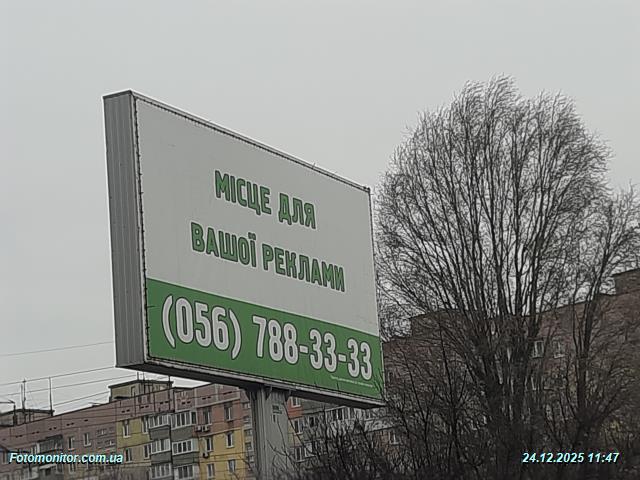 МІСЦЕ ДЛЯ
ВАШОЇ РЕКЛАМИ
(056) 788-33-33
Fotomonitor.com.ua
24.12.2025 11:47